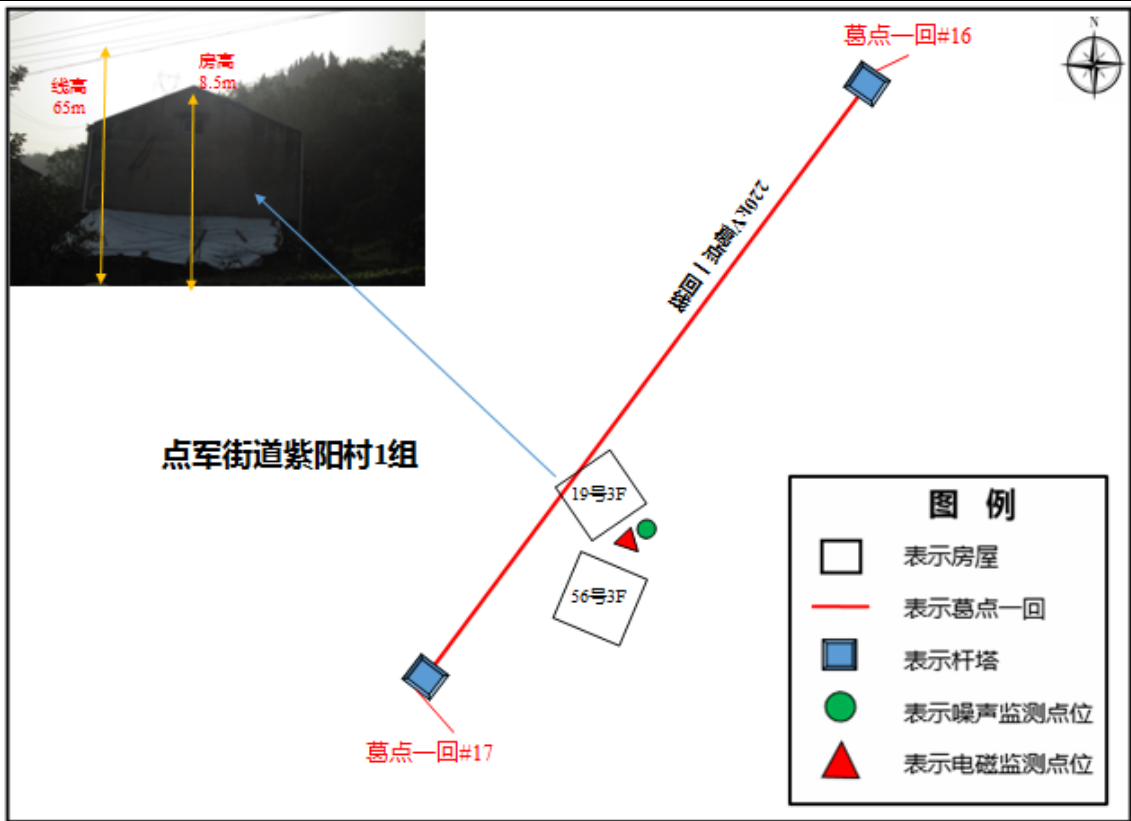 葛点一回#16
N
房高
8.5m
线高
65m
220kV葛点一回线
点军街道紫阳村1组
19号3F
56号3F
葛点一回#17
图 例
表示房屋
表示葛点一回
表示杆塔
表示噪声监测点位
表示电磁监测点位